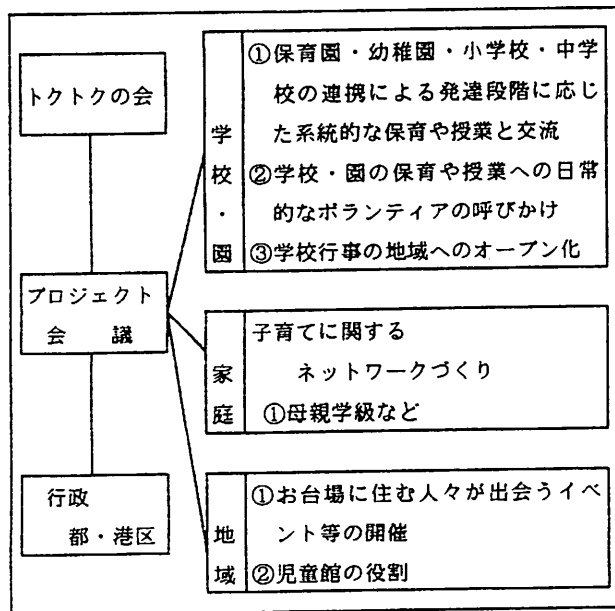 トクトクの会
プロジェクト
会議
行政
都・港区
学校・園
①保育園・幼稚園・小学校・中学
校の連携による発達段階に応じ
た系統的な保育や授業と交流
②学校・園の保育や授業への日常
的なボランティアの呼びかけ
③学校行事の地域へのオープン化
家庭
子育てに関する
ネットワークづくり
①母親学級など
地域
①お台場に住む人々が出会うイベ
ント等の開催
②児童館の役割